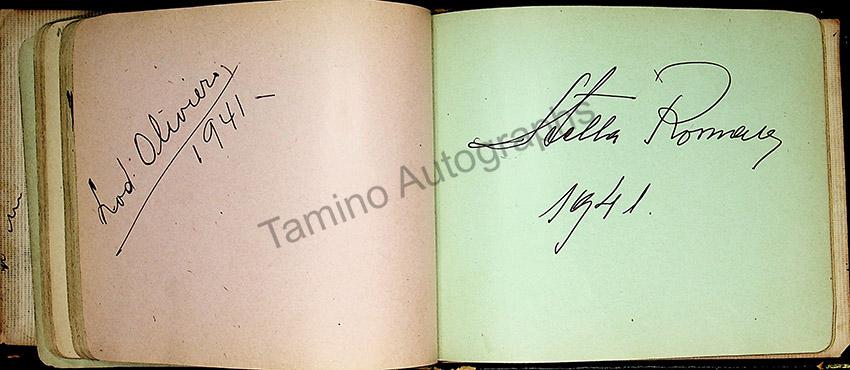 Lod: Oliviero
1941 -
Stella Roman
1941.
Tamino Autographs